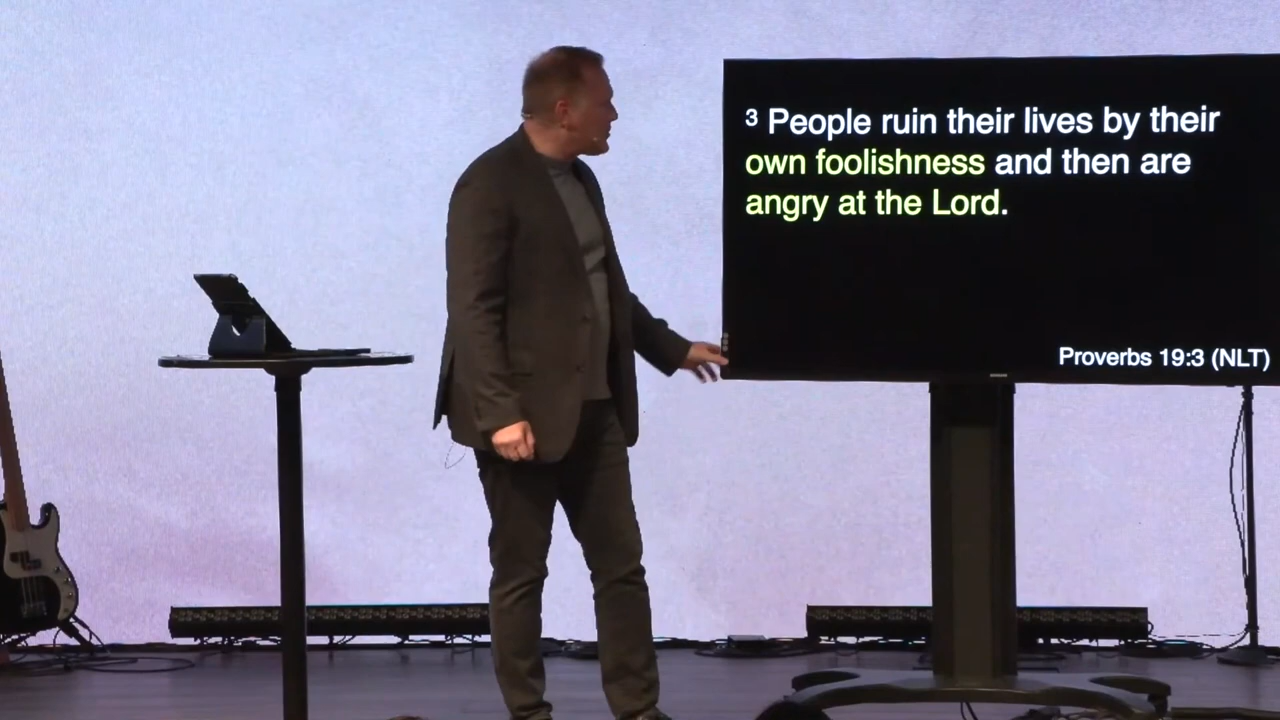 ³ People ruin their lives by their
own foolishness and then are
angry at the Lord.
Proverbs 19:3 (NLT)